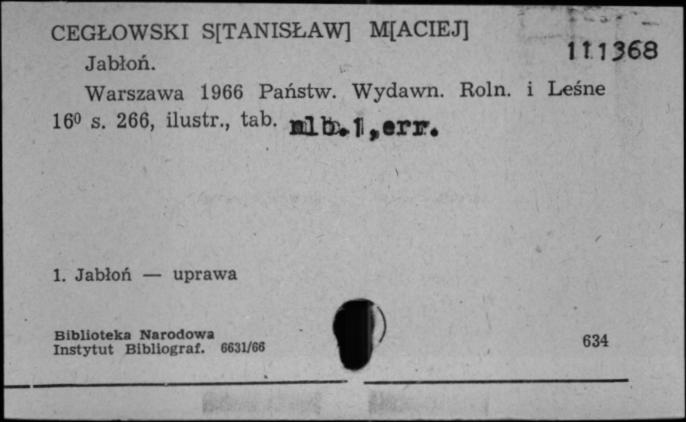 CEGŁOWSKI S[TANISŁAW] M[ACIEJ]
111368
Jabłoń.
Warszawa 1966 Państw. Wydawn. Roln. i Leśne
16⁰ s. 266, ilustr., tab. nlb.1,err.
1. Jabłoń — uprawa
Biblioteka Narodowa
Instytut Bibliograf. 6631/66
634